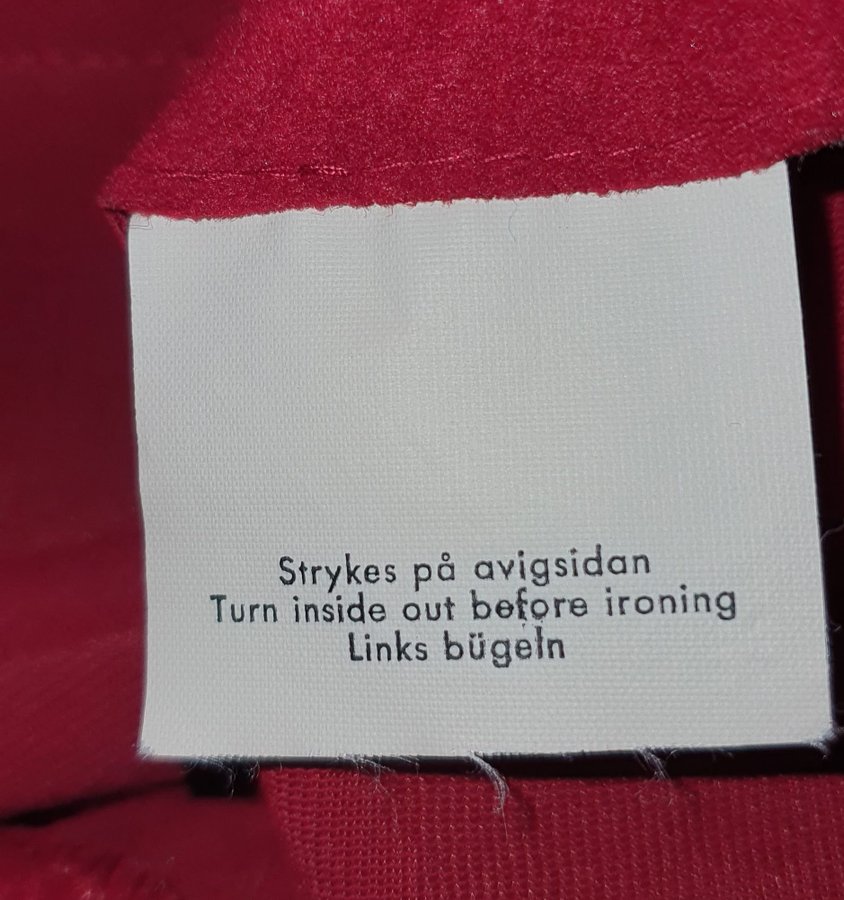 Strykes på avigsidan
Turn inside out before ironing
Links bügeln